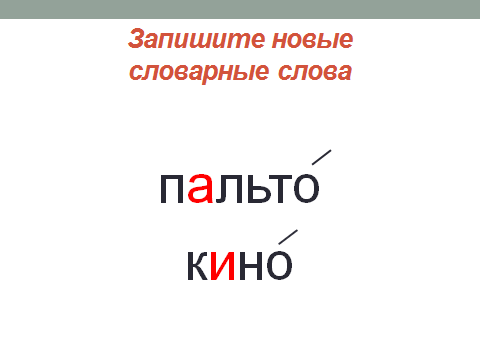 Запишите новые
словарные слова
пальто́
кино́